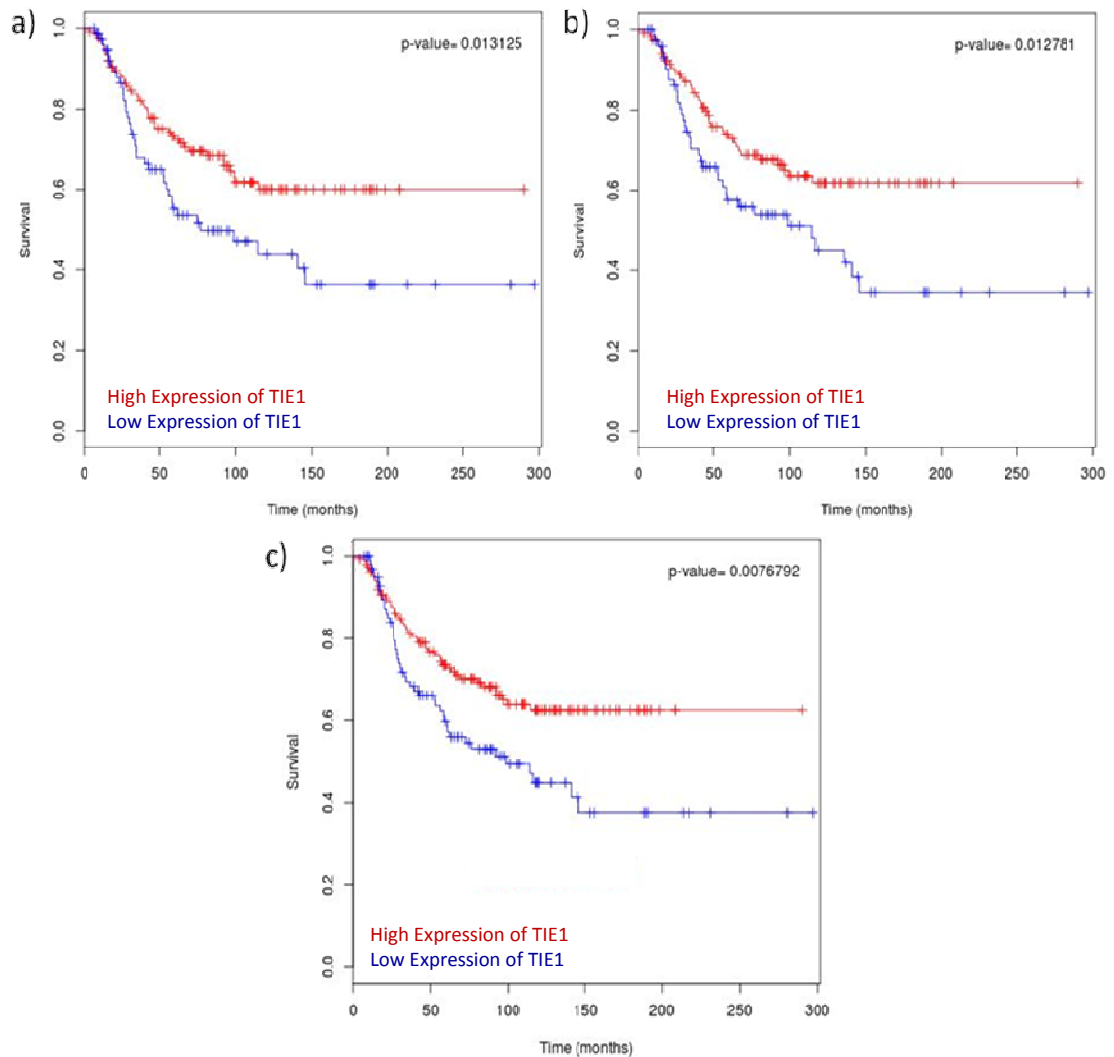 a)
p-value= 0.013125
Survival
1.0
0.8
0.6
0.4
0.2
0.0
High Expression of TIE1
Low Expression of TIE1
0 50 100 150 200 250 300
Time (months)
b)
p-value= 0.012781
Survival
1.0
0.8
0.6
0.4
0.2
0.0
High Expression of TIE1
Low Expression of TIE1
0 50 100 150 200 250 300
Time (months)
c)
p-value= 0.0076792
Survival
1.0
0.8
0.6
0.4
0.2
0.0
High Expression of TIE1
Low Expression of TIE1
0 50 100 150 200 250 300
Time (months)